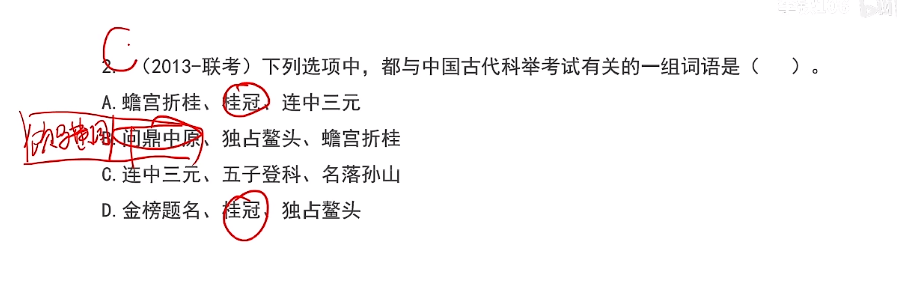 C
2. （2013-联考）下列选项中，都与中国古代科举考试有关的一组词语是（ ）。
A.蟾宫折桂、桂冠、连中三元
B.问鼎中原、独占鳌头、蟾宫折桂
C.连中三元、五子登科、名落孙山
D.金榜题名、桂冠、独占鳌头